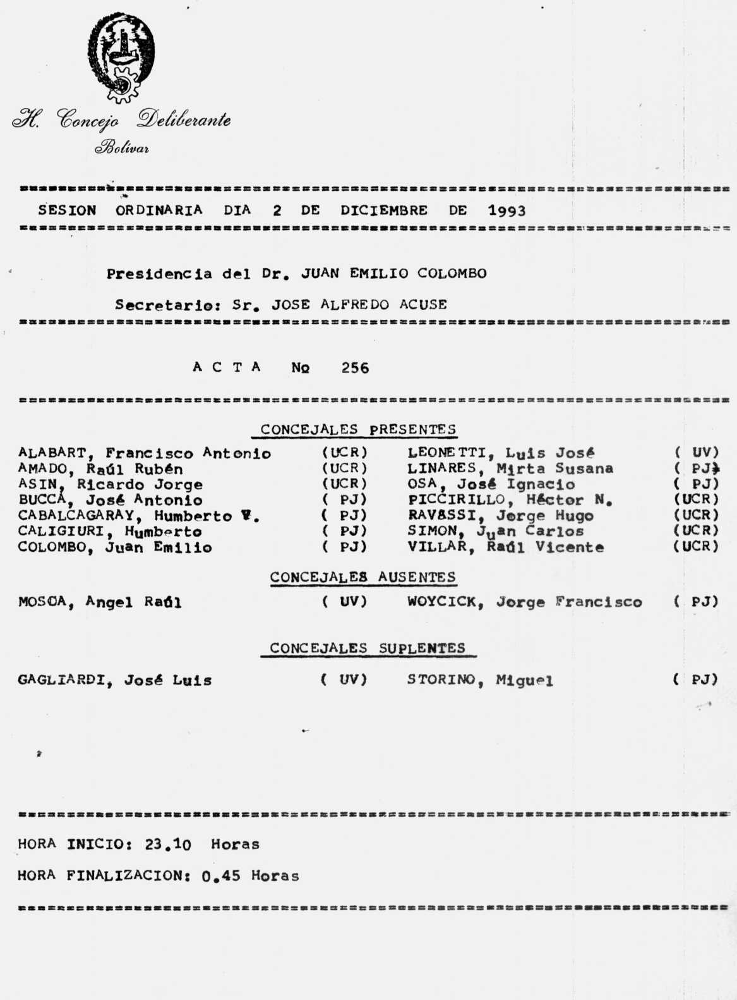 H. Concejo Deliberante
Bolívar
SESION ORDINARIA DIA 2 DE DICIEMBRE DE 1993
Presidencia del Dr. JUAN EMILIO COLOMBO
Secretario: Sr. JOSE ALFREDO ACUSE
A C T A Nº 256
CONCEJALES PRESENTES
ALABART, Francisco Antonio (UCR) LEONETTI, Luis José ( UV)
AMADO, Raúl Rubén (UCR) LINARES, Mirta Susana ( PJ)
ASIN, Ricardo Jorge (UCR) OSA, José Ignacio ( PJ)
BUCCA, José Antonio ( PJ) PICCIRILLO, Héctor N. (UCR)
CABALCAGARAY, Humberto V. ( PJ) RAVASSI, Jorge Hugo (UCR)
CALIGIURI, Humberto ( PJ) SIMON, Juan Carlos (UCR)
COLOMBO, Juan Emilio ( PJ) VILLAR, Raúl Vicente (UCR)
CONCEJALES AUSENTES
MOSCA, Angel Raúl ( UV) WOYCICK, Jorge Francisco ( PJ)
CONCEJALES SUPLENTES
GAGLIARDI, José Luis ( UV) STORINO, Miguel ( PJ)
HORA INICIO: 23.10 Horas
HORA FINALIZACION: 0.45 Horas